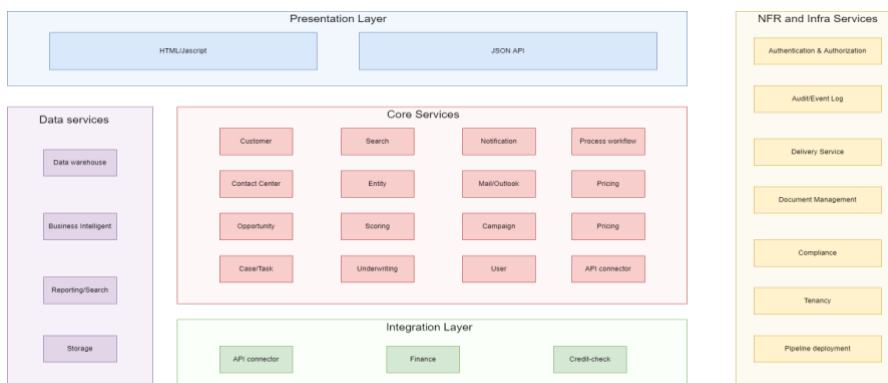 Presentation Layer
HTML/Jascript
JSON API
Data services
Data warehouse
Business Intelligent
Reporting/Search
Storage
Core Services
Customer
Search
Notification
Process workflow
Contact Center
Entity
Mail/Outlook
Pricing
Opportunity
Scoring
Campaign
Pricing
Case/Task
Underwriting
User
API connector
Integration Layer
API connector
Finance
Credit-check
NFR and Infra Services
Authentication & Authorization
Audit/Event Log
Delivery Service
Document Management
Compliance
Tenancy
Pipeline deployment